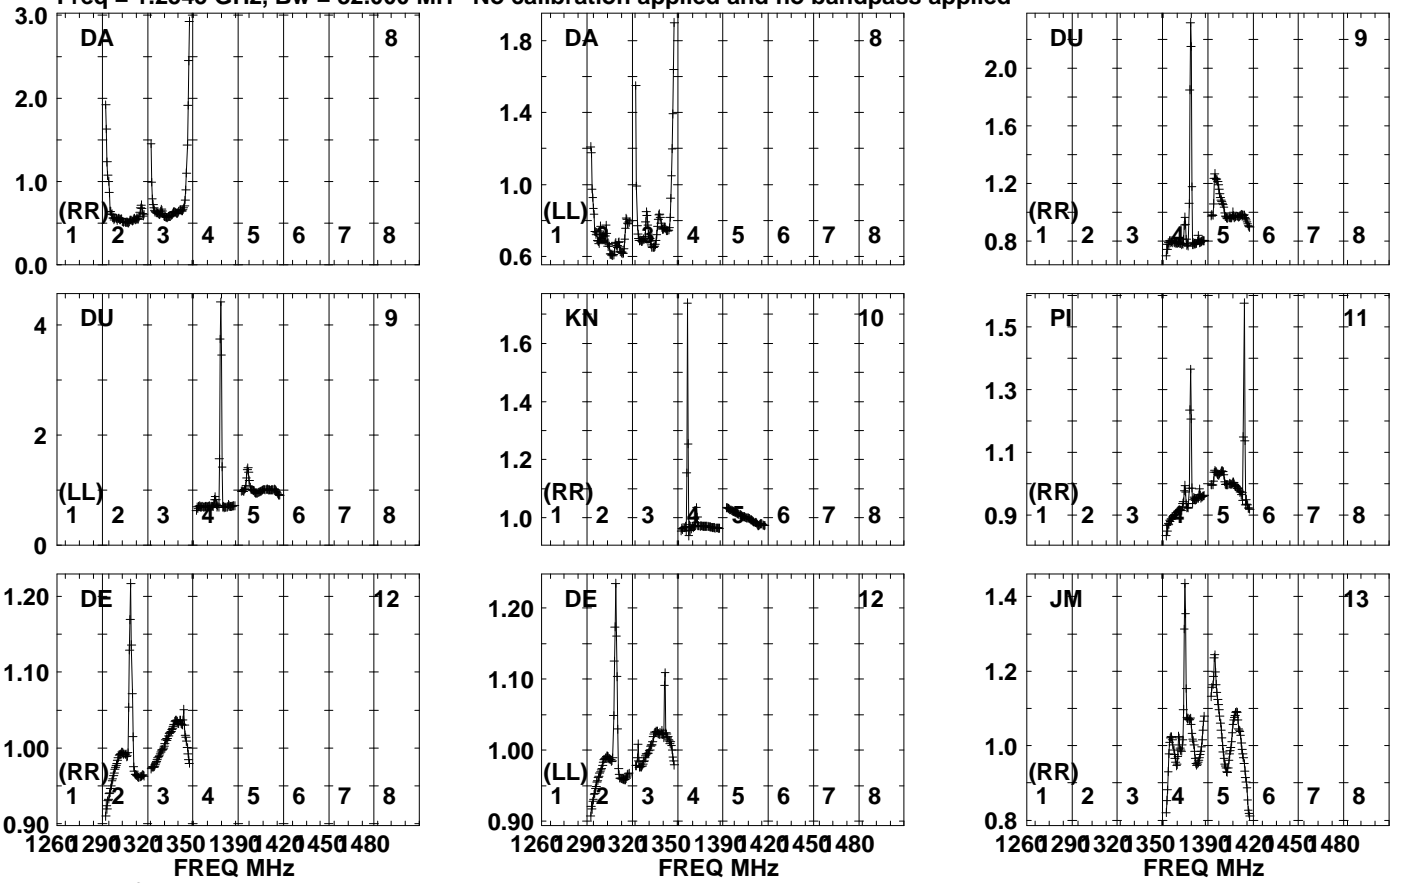 Freq = 1.2643 GHz, Bw = 32.000 MH No calibration applied and no bandpass applied
DA 8
3.0
2.0
1.0
0.0
(RR)
1 2 3 4 5 6 7 8
DA 8
1.8
1.4
1.0
0.6
(LL)
1 3 4 5 6 7 8
DU 9
2.0
1.6
1.2
0.8
(RR)
1 2 3 4 5 6 7 8
DU 9
4
2
0
(LL)
1 2 3 4 5 6 7 8
KN 10
1.6
1.4
1.2
1.0
(RR)
1 2 3 4 5 6 7 8
PI 11
1.5
1.3
1.1
0.9
(RR)
1 2 3 4 5 6 7 8
DE 12
1.20
1.10
1.00
0.90
(RR)
1 2 3 4 5 6 7 8
1260 1290 1320 1350 1390 1420 1450 1480
FREQ MHz
DE 12
1.20
1.10
1.00
0.90
(LL)
1 2 3 4 5 6 7 8
1260 1290 1320 1350 1390 1420 1450 1480
FREQ MHz
JM 13
1.4
1.2
1.0
0.8
(RR)
1 2 3 4 5 6 7 8
1260 1290 1320 1350 1390 1420 1450 1480
FREQ MHz